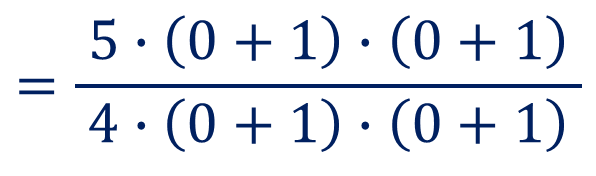 = 5 · (0 + 1) · (0 + 1)
4 · (0 + 1) · (0 + 1)